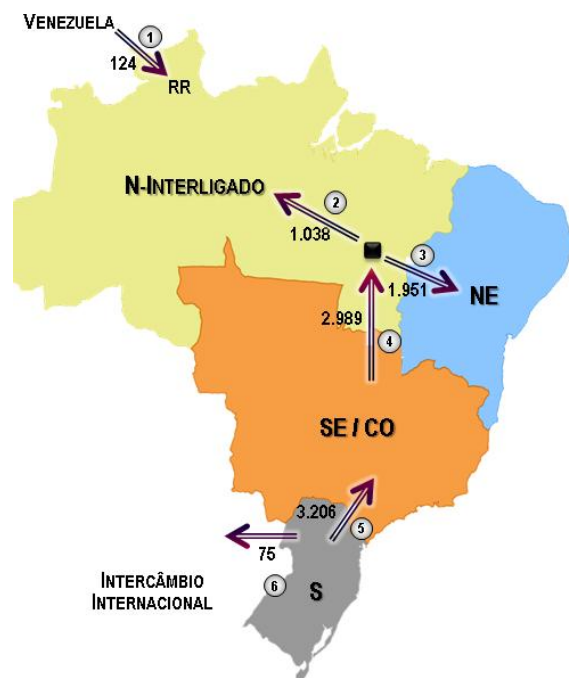 VENEZUELA
1
124
RR
N-INTERLIGADO
2
1.038
3
1.951
NE
2.989
4
SE / CO
3.206
5
75
6
INTERCÂMBIO
INTERNACIONAL
S